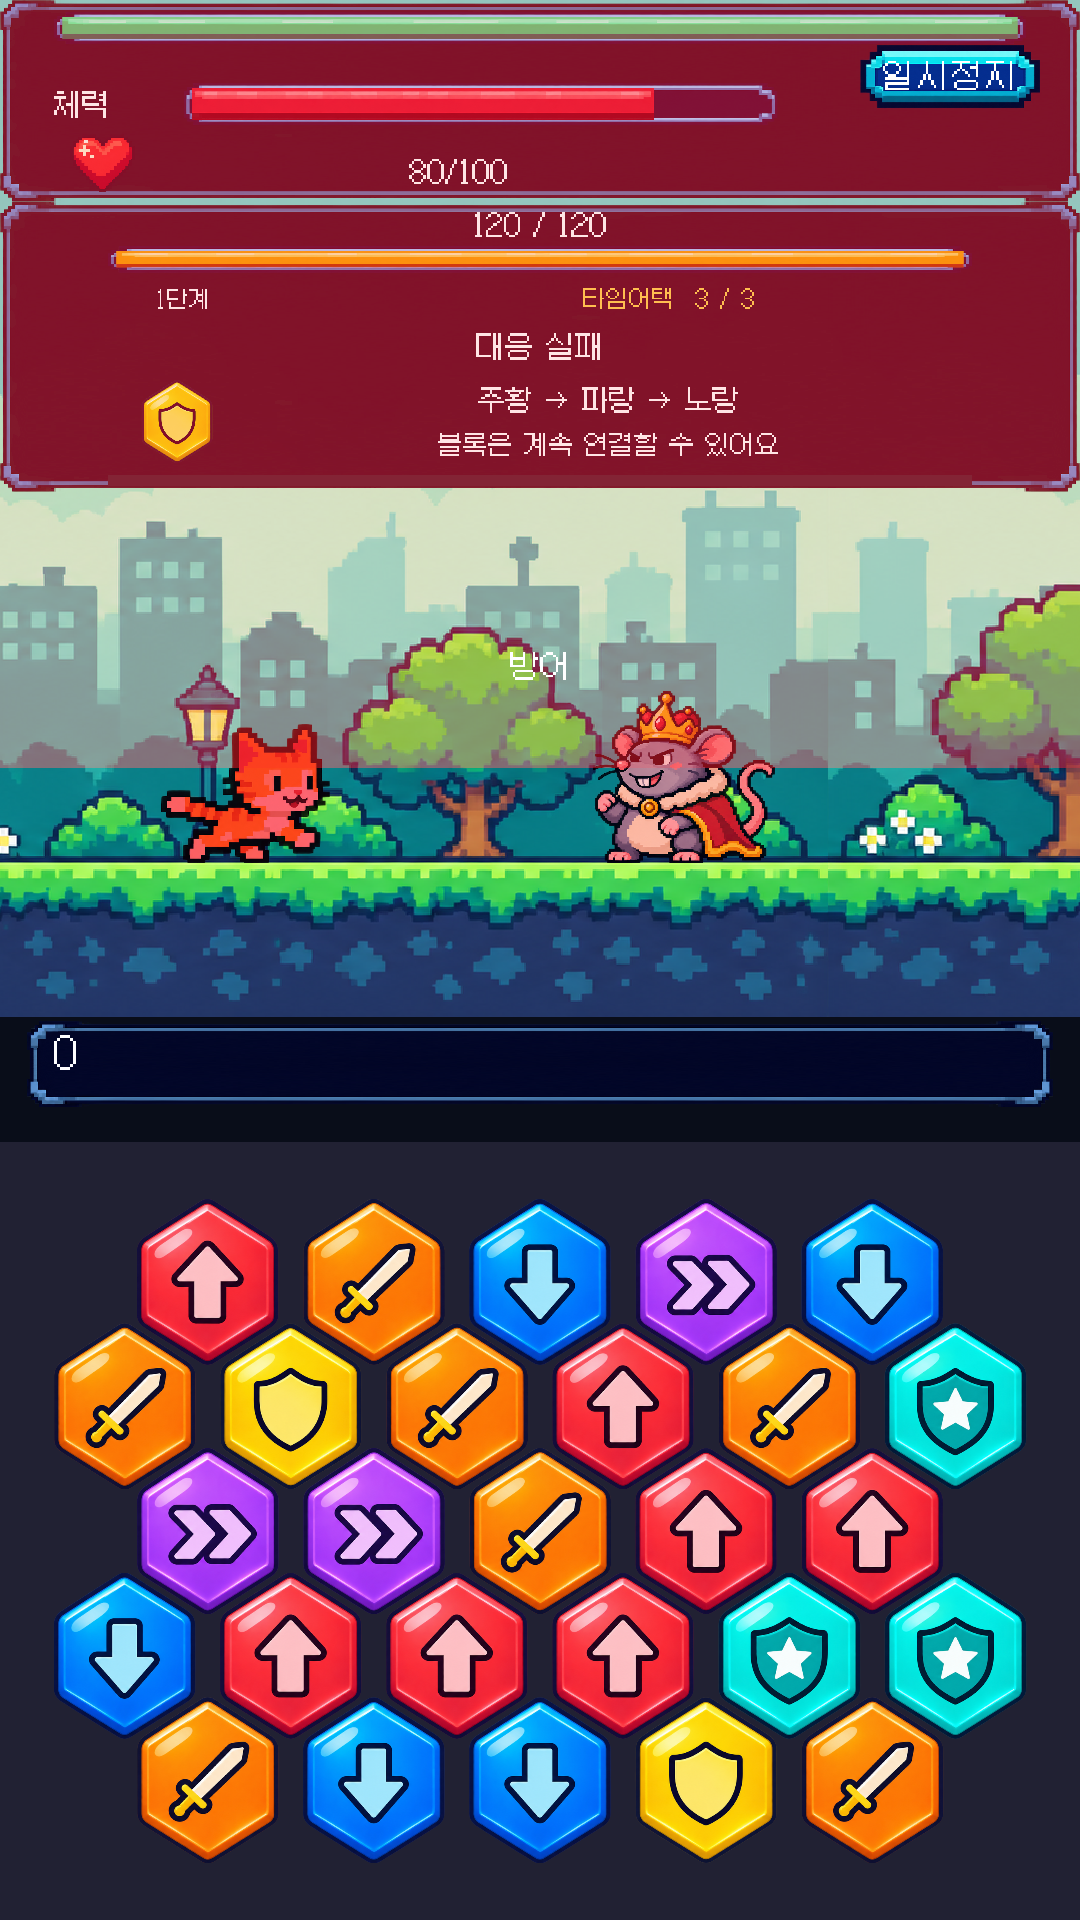 일시정지
체력
80/100
120 / 120
1단계
타임어택 3 / 3
대응 실패
주황 → 파랑 → 노랑
블록은 계속 연결할 수 있어요
방어
0